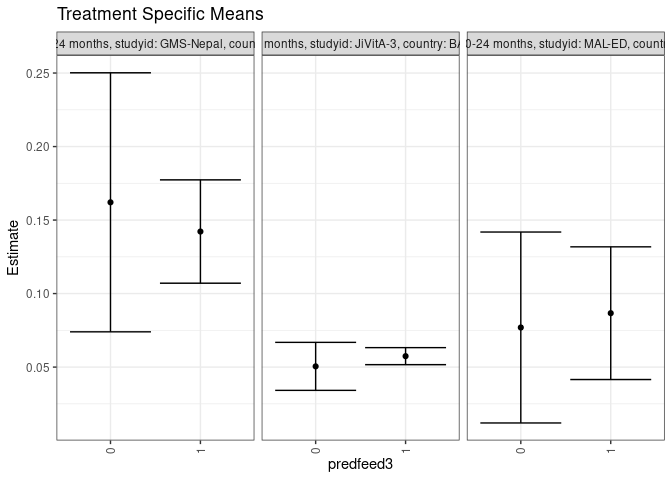 Treatment Specific Means
24 months, studyid: GMS-Nepal, coun
months, studyid: JiVitA-3, country: BA
0-24 months, studyid: MAL-ED, countr
Estimate
0.25
0.20
0.15
0.10
0.05
0 1 0 1 0 1
predfeed3